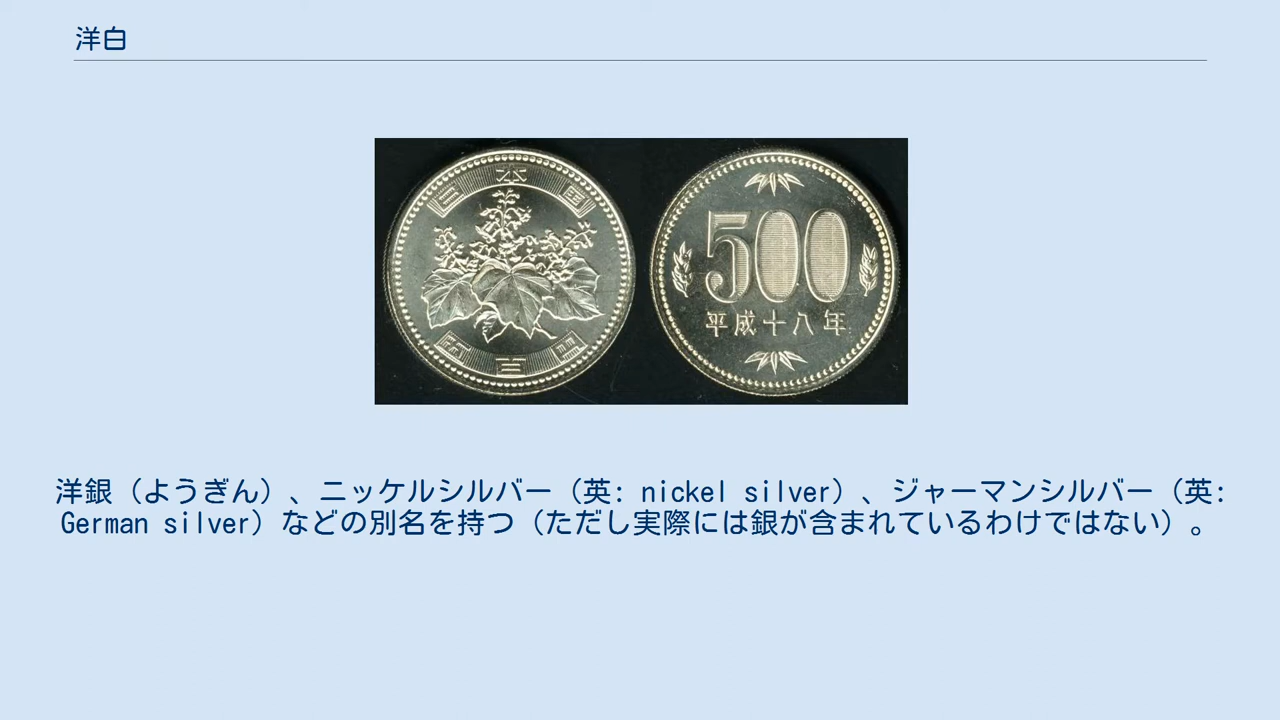 洋白
日本国
五百円
500
平成十八年
洋銀（ようぎん）、ニッケルシルバー（英: nickel silver）、ジャーマンシルバー（英:
German silver）などの別名を持つ（ただし実際には銀が含まれているわけではない）。